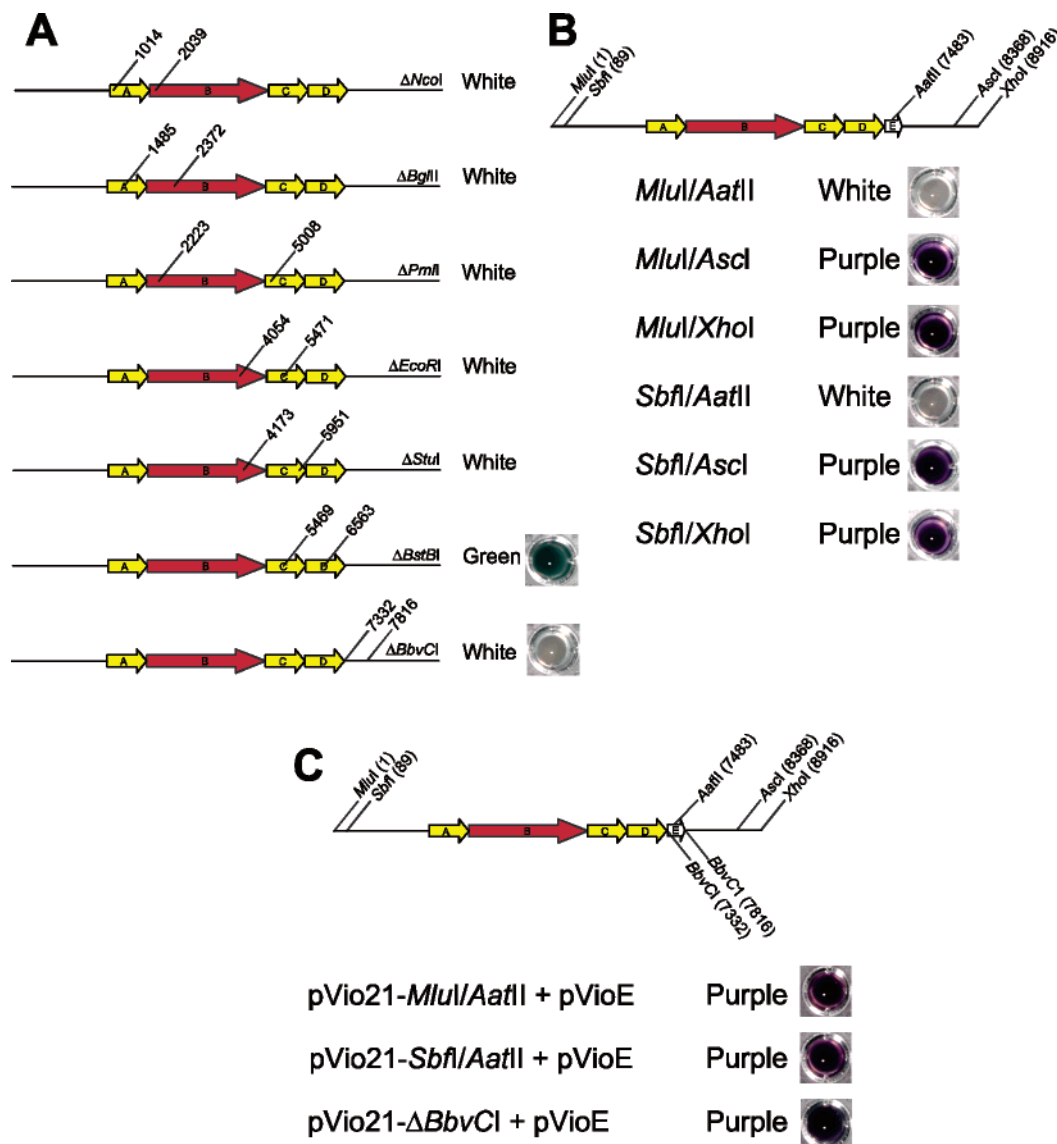 A
1014
2039
A
B
C
D
ΔNcoI
White
1485
2372
A
B
C
D
ΔBglII
White
2223
5008
A
B
C
D
ΔPmlI
White
4054
5471
A
B
C
D
ΔEcoRI
White
4173
5951
A
B
C
D
ΔStuI
White
5469
6563
A
B
C
D
ΔBstBI
Green
7332
7816
A
B
C
D
ΔBbvCI
White
B
MluI (1)
SbfI (89)
AatII (7483)
AscI (8368)
XhoI (8916)
A
B
C
D
E
MluI/AatII White
MluI/AscI Purple
MluI/XhoI Purple
SbfI/AatII White
SbfI/AscI Purple
SbfI/XhoI Purple
C
MluI (1)
SbfI (89)
AatII (7483)
AscI (8368)
XhoI (8916)
A
B
C
D
E
BbvC1 (7816)
BbvCI (7332)
pVio21-MluI/AatII + pVioE Purple
pVio21-SbfI/AatII + pVioE Purple
pVio21-ΔBbvCI + pVioE Purple